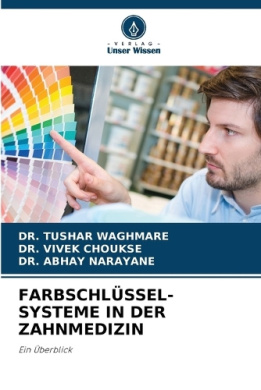 VERLAG
Unser Wissen
DR. TUSHAR WAGHMARE
DR. VIVEK CHOUKSE
DR. ABHAY NARAYANE
FARBSCHLÜSSEL-
SYSTEME IN DER
ZAHNMEDIZIN
Ein Überblick